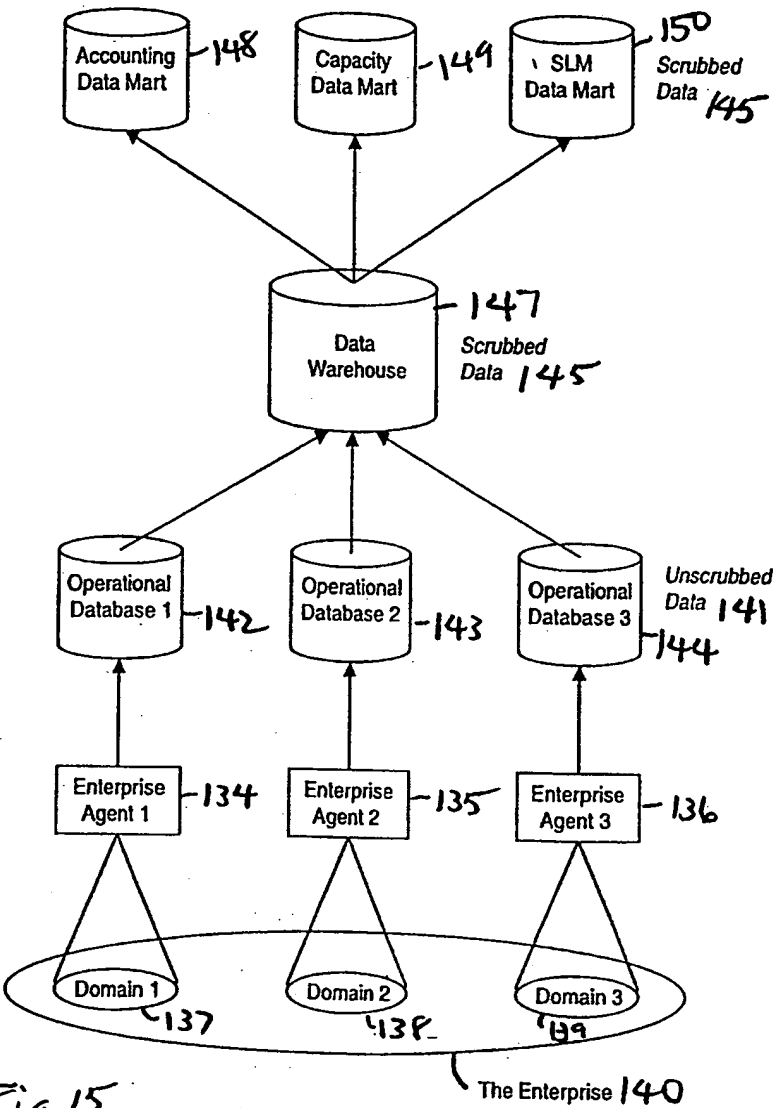 Accounting
Data Mart
148
Capacity
Data Mart
149
SLM
Data Mart
150
Scrubbed
Data 145
Data
Warehouse
147
Scrubbed
Data 145
Operational
Database 1
142
Operational
Database 2
143
Operational
Database 3
144
Unscrubbed
Data 141
Enterprise
Agent 1
134
Enterprise
Agent 2
135
Enterprise
Agent 3
136
Domain 1
137
Domain 2
138
Domain 3
139
The Enterprise 140
Fig 15